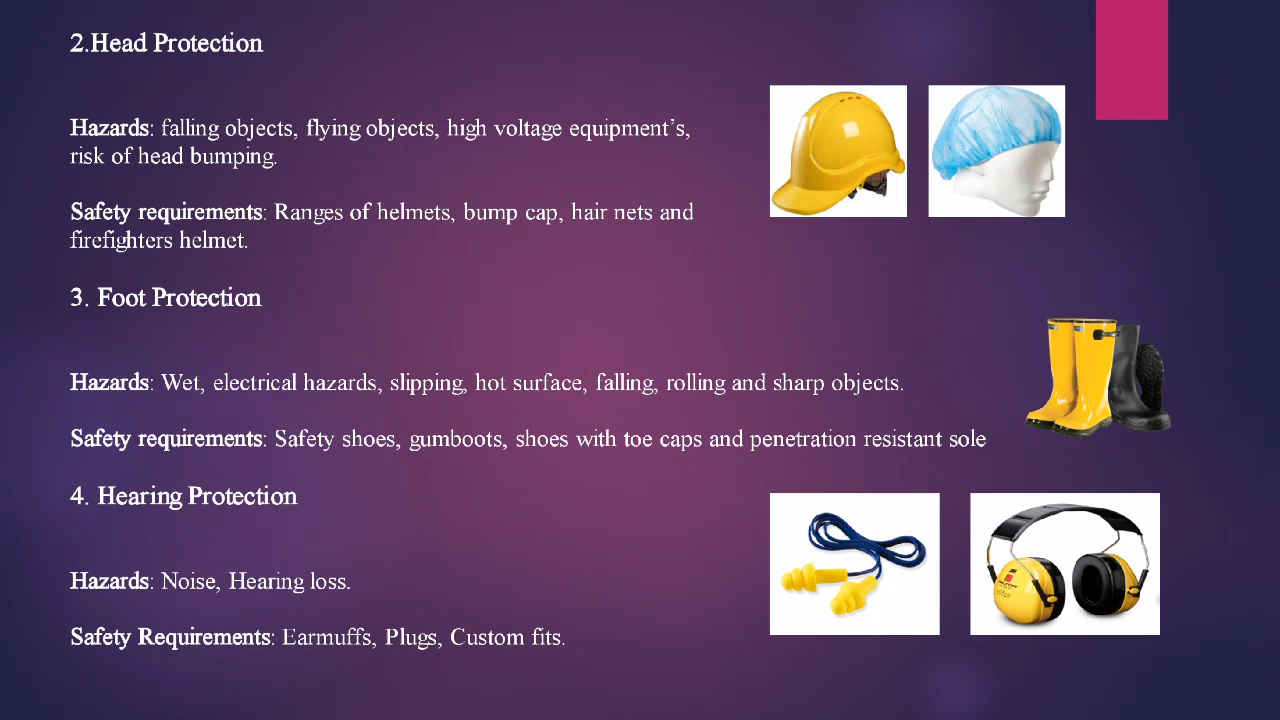 2.Head Protection
Hazards: falling objects, flying objects, high voltage equipment’s,
risk of head bumping.
Safety requirements: Ranges of helmets, bump cap, hair nets and
firefighters helmet.
3. Foot Protection
Hazards: Wet, electrical hazards, slipping, hot surface, falling, rolling and sharp objects.
Safety requirements: Safety shoes, gumboots, shoes with toe caps and penetration resistant sole
4. Hearing Protection
Hazards: Noise, Hearing loss.
Safety Requirements: Earmuffs, Plugs, Custom fits.
3M